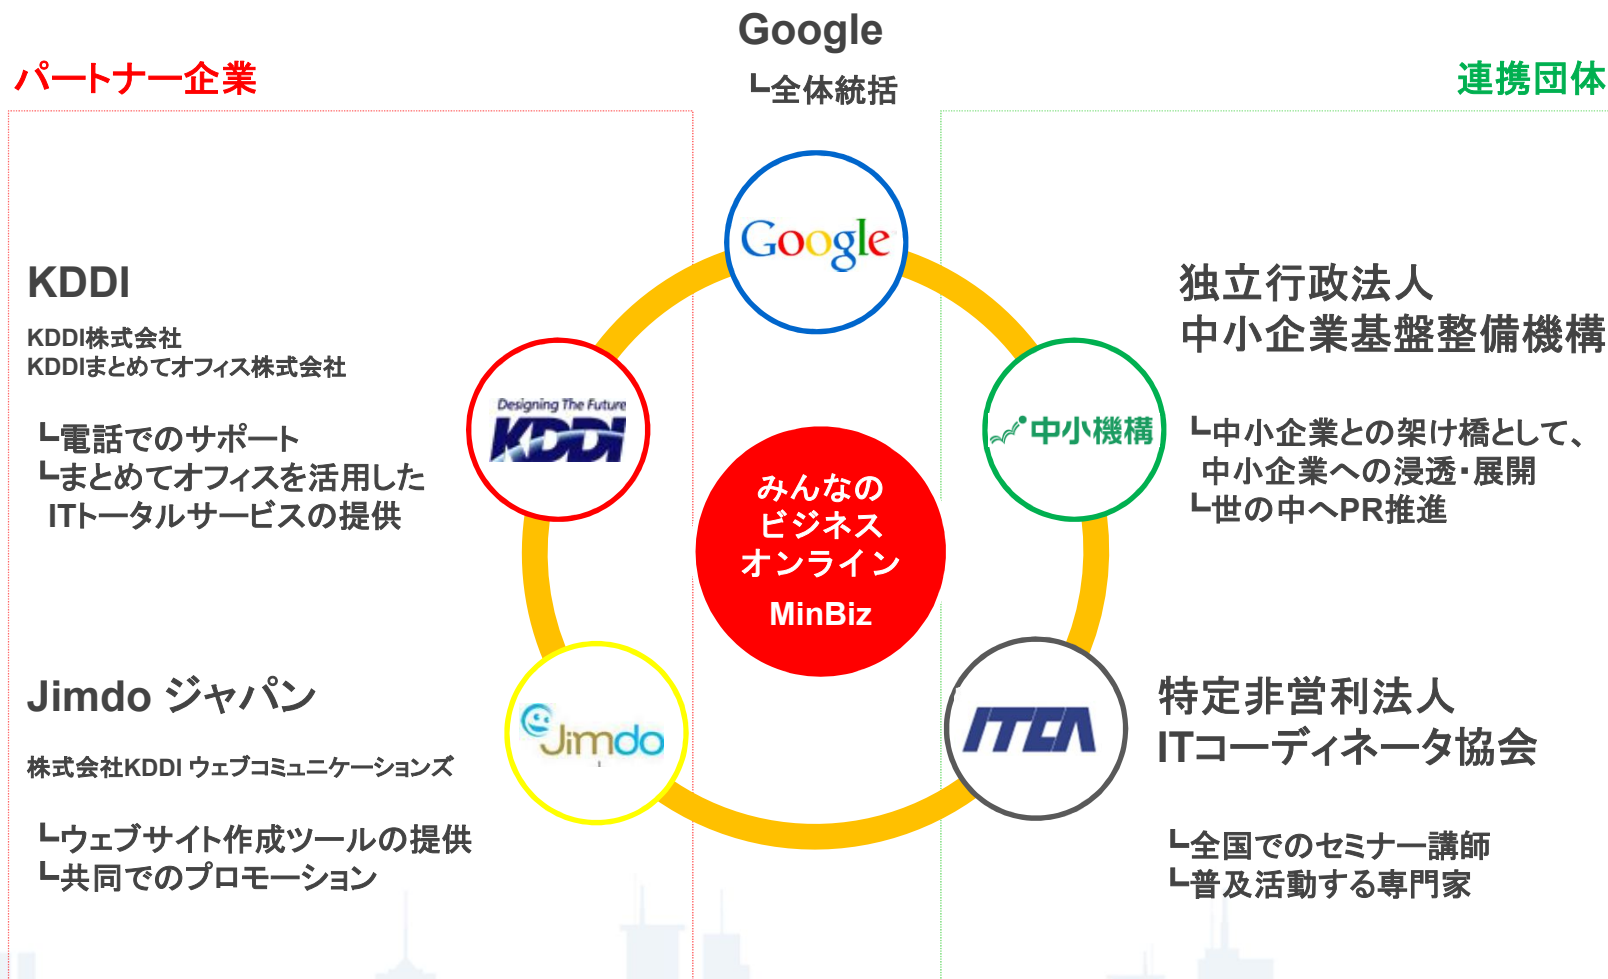 Google
┗全体統括
パートナー企業
連携団体
Google
KDDI
KDDI株式会社
KDDIまとめてオフィス株式会社
┗電話でのサポート
┗まとめてオフィスを活用した
ITトータルサービスの提供
Designing The Future
KDDI
独立行政法人
中小企業基盤整備機構
┗中小企業との架け橋として、
中小企業への浸透・展開
┗世の中へPR推進
中小機構
みんなの
ビジネス
オンライン
MinBiz
Jimdo ジャパン
株式会社KDDI ウェブコミュニケーションズ
┗ウェブサイト作成ツールの提供
┗共同でのプロモーション
Jimdo
ITCA
特定非営利法人
ITコーディネータ協会
┗全国でのセミナー講師
┗普及活動する専門家